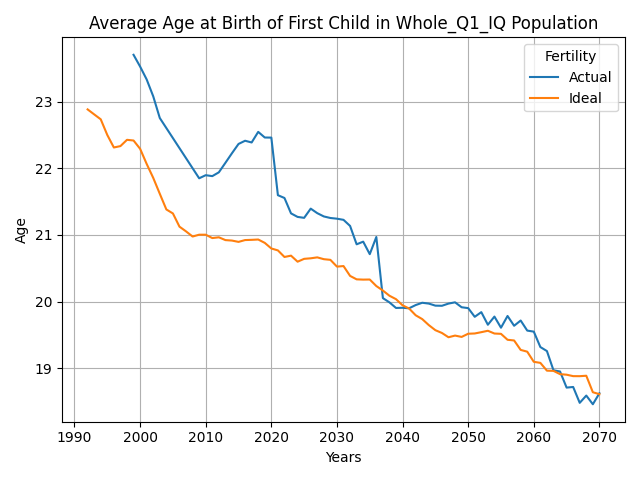 Average Age at Birth of First Child in Whole_Q1_IQ Population
Fertility
Actual
Ideal
Age
23
22
21
20
19
1990 2000 2010 2020 2030 2040 2050 2060 2070
Years